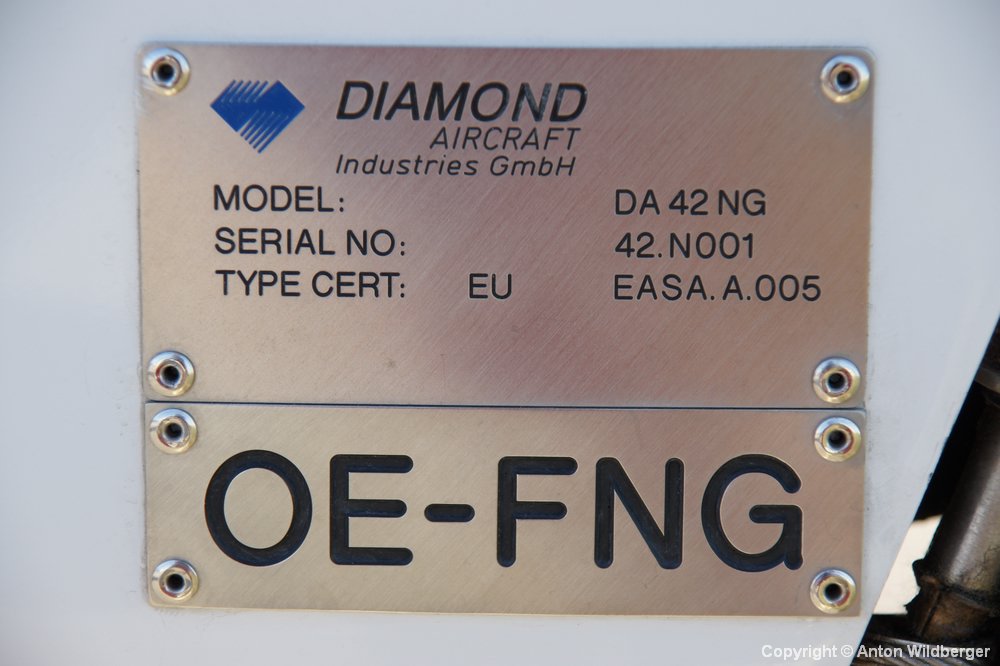 DIAMOND
AIRCRAFT
Industries GmbH
MODEL: DA 42 NG
SERIAL NO: 42.N001
TYPE CERT: EU EASA.A.005
OE-FNG
Copyright © Anton Wildberger